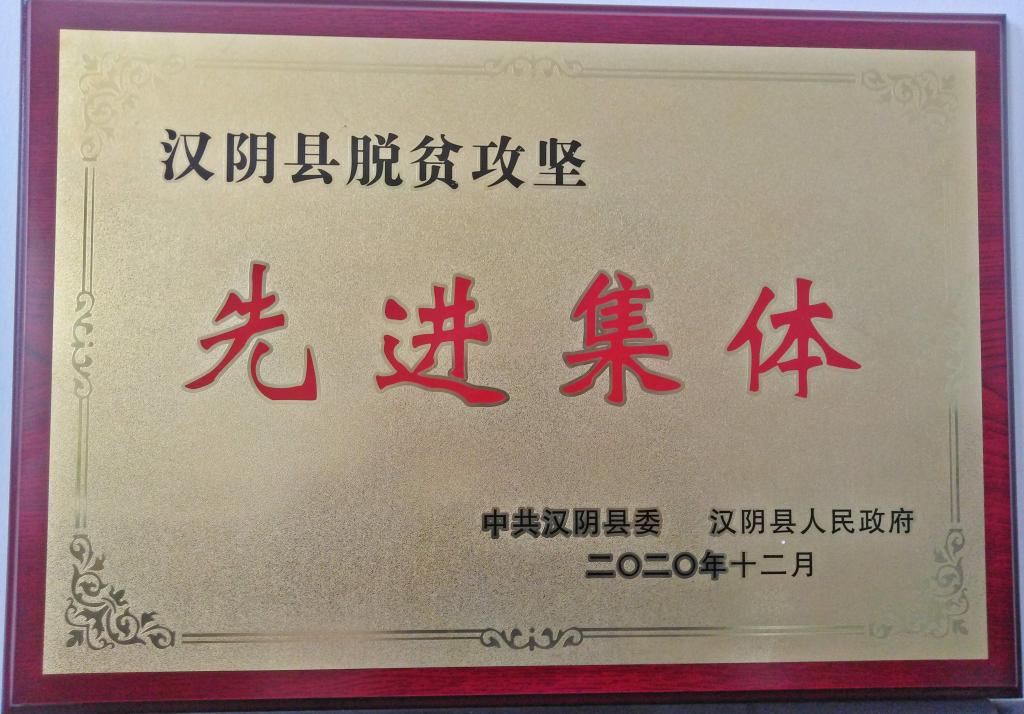 汉阴县脱贫攻坚
先进集体
中共汉阴县委 汉阴县人民政府
二〇二〇年十二月